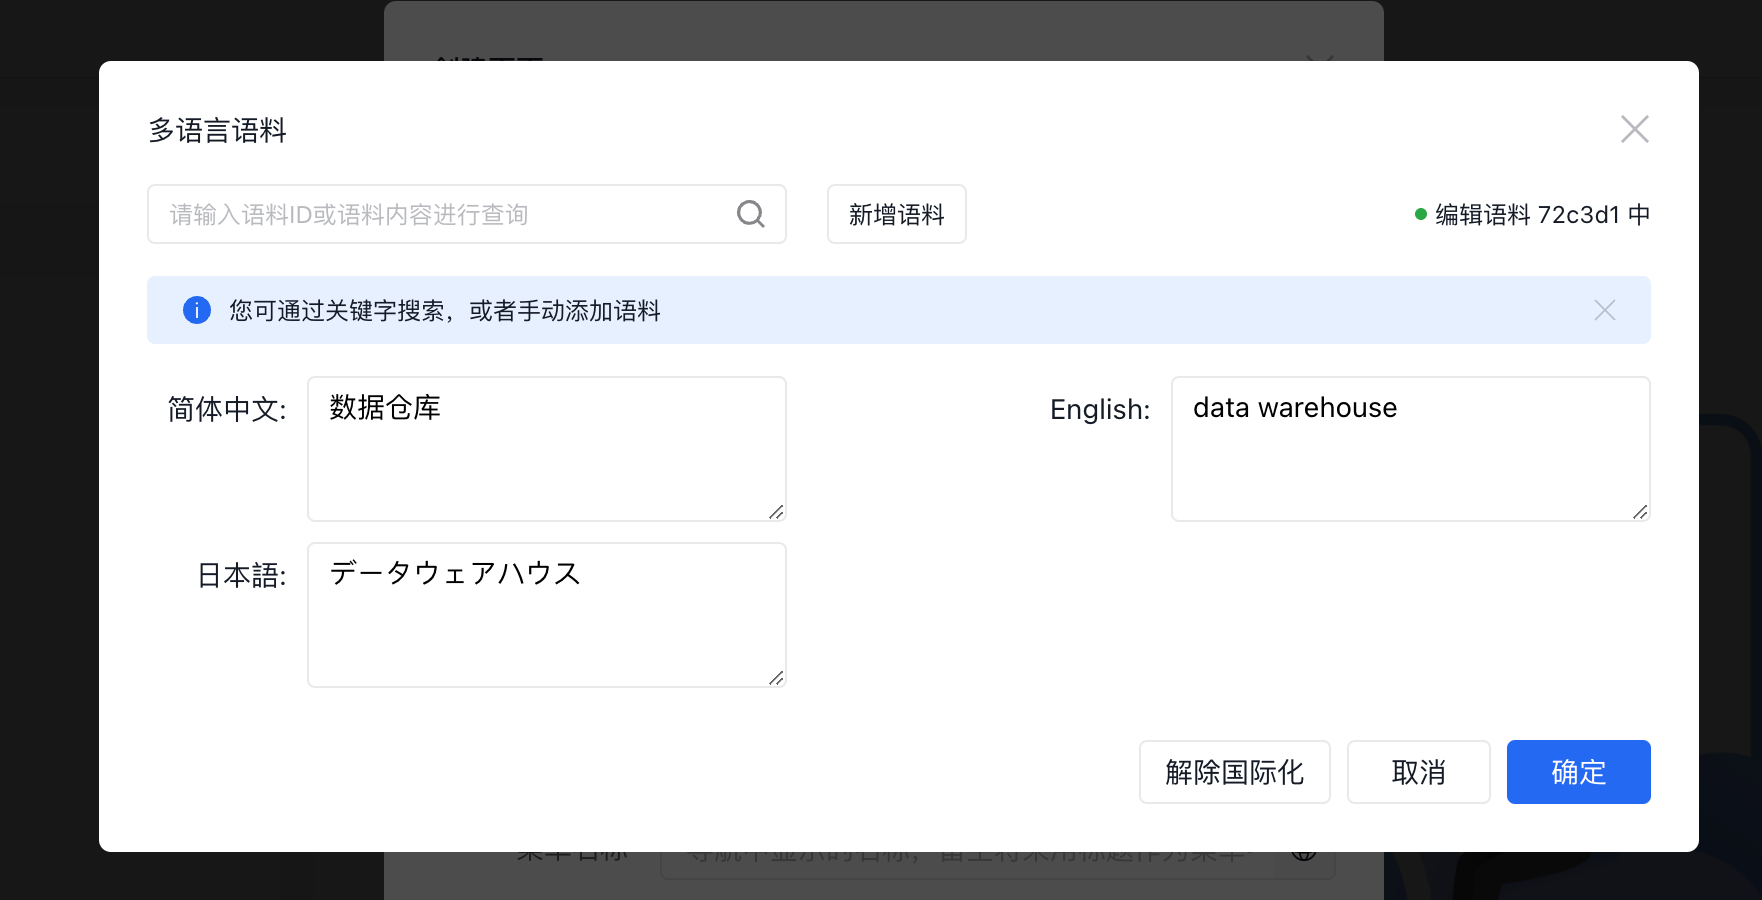 多语言语料
请输入语料ID或语料内容进行查询
新增语料
编辑语料 72c3d1 中
您可通过关键字搜索，或者手动添加语料
简体中文:
数据仓库
English:
data warehouse
日本語:
データウェアハウス
解除国际化
取消
确定